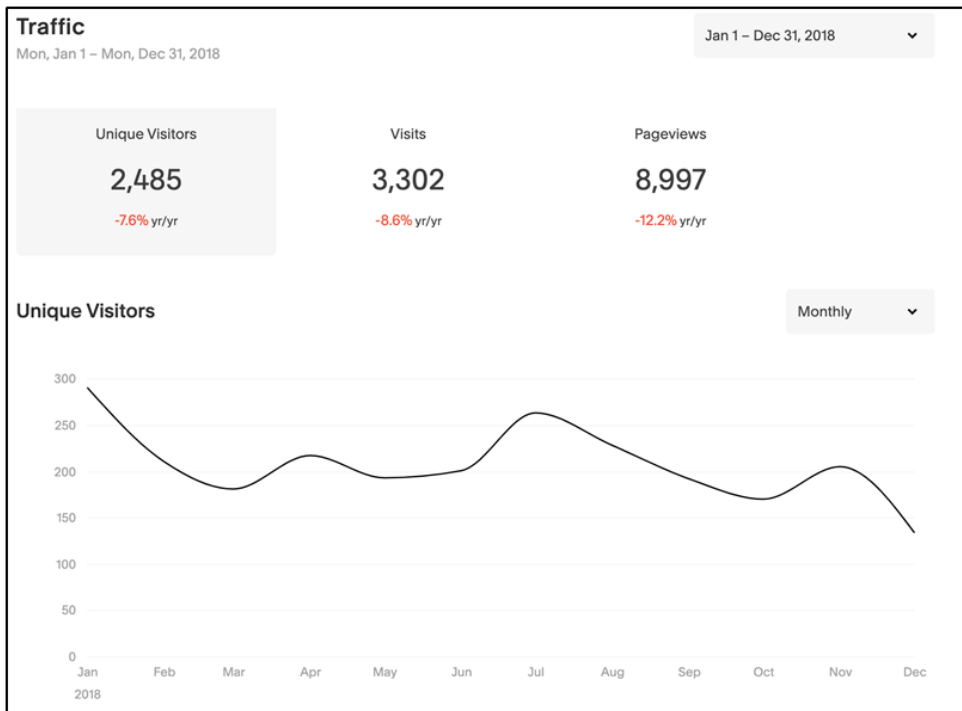 Traffic
Mon, Jan 1 – Mon, Dec 31, 2018
Jan 1 – Dec 31, 2018
Unique Visitors
2,485
-7.6% yr/yr
Visits
3,302
-8.6% yr/yr
Pageviews
8,997
-12.2% yr/yr
Unique Visitors
Monthly
300
250
200
150
100
50
0
Jan Feb Mar Apr May Jun Jul Aug Sep Oct Nov Dec
2018